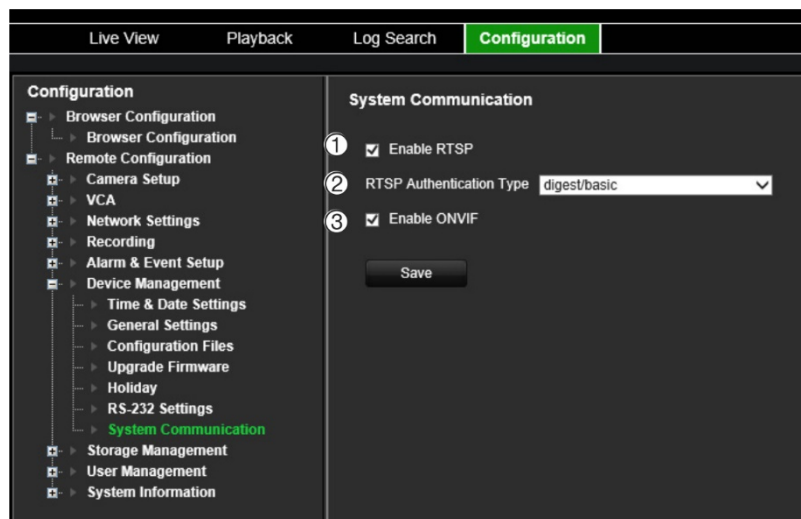 Live View Playback Log Search Configuration
Configuration
Browser Configuration
Browser Configuration
Remote Configuration
Camera Setup
VCA
Network Settings
Recording
Alarm & Event Setup
Device Management
Time & Date Settings
General Settings
Configuration Files
Upgrade Firmware
Holiday
RS-232 Settings
System Communication
Storage Management
User Management
System Information
System Communication
① Enable RTSP
② RTSP Authentication Type digest/basic
③ Enable ONVIF
Save